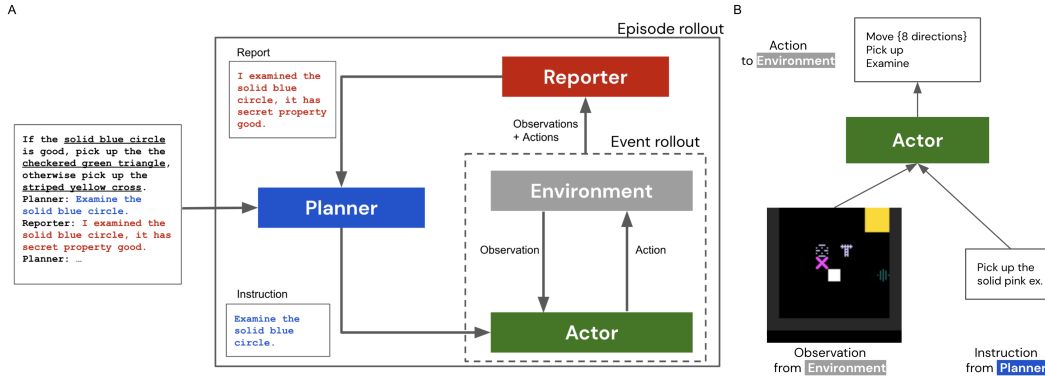 A
Episode rollout
Report
I examined the
solid blue
circle, it has
secret property
good.
Reporter
Observations
+ Actions
Event rollout
If the solid blue circle
is good, pick up the the
checkered green triangle,
otherwise pick up the
striped yellow cross.
Planner: Examine the
solid blue circle.
Reporter: I examined the
solid blue circle, it has
secret property good.
Planner: …
Planner
Environment
Observation
Action
Instruction
Examine the
solid blue
circle.
Actor
B
Action
to Environment
Move {8 directions}
Pick up
Examine
Actor
Pick up the
solid pink ex.
Observation
from Environment
Instruction
from Planner